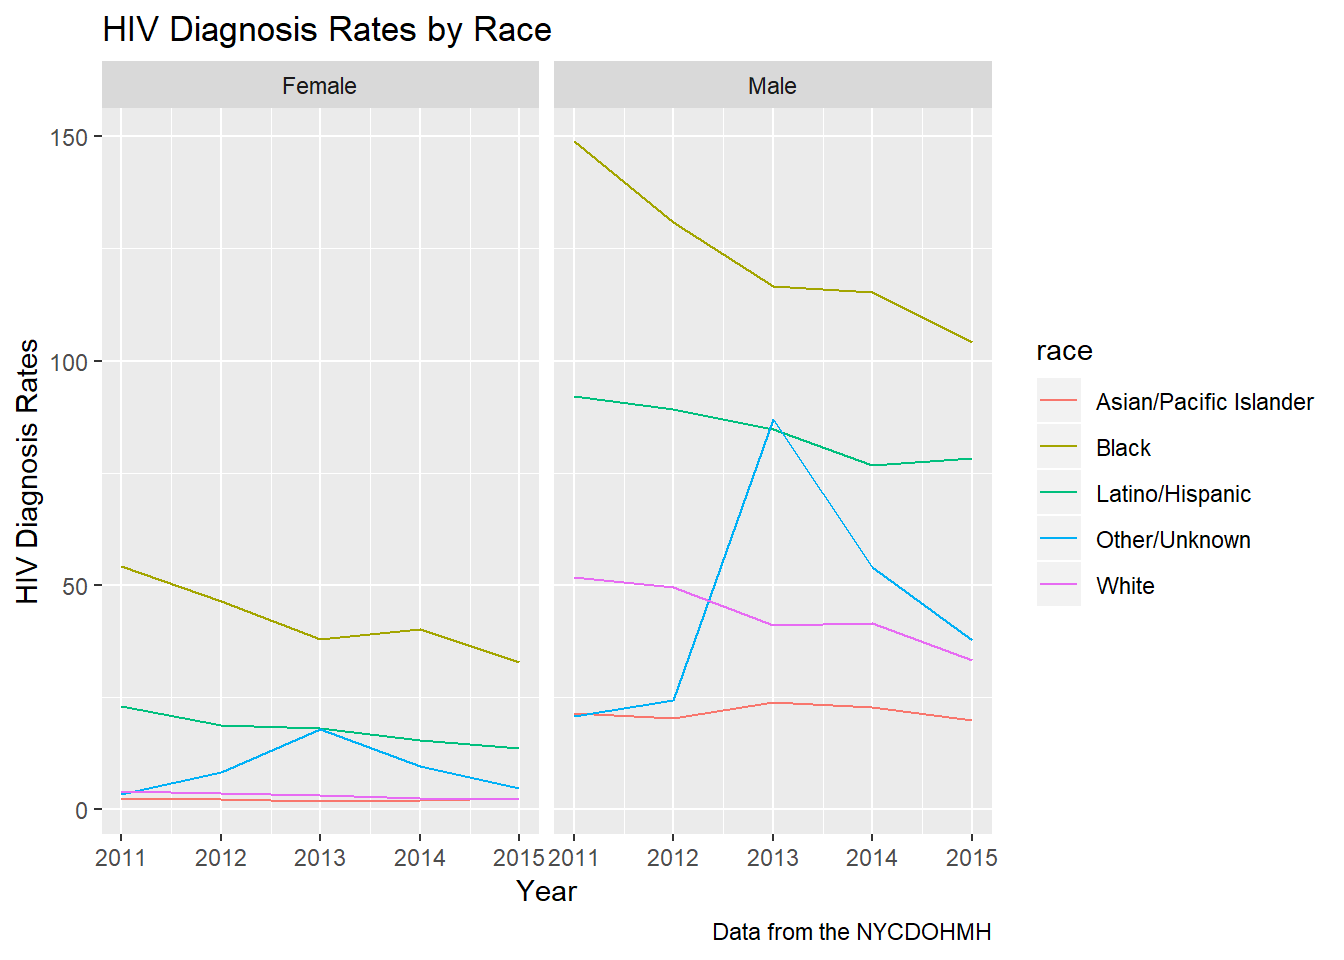 HIV Diagnosis Rates by Race
Female
Male
HIV Diagnosis Rates
150
100
50
0
2011 2012 2013 2014 2015
2011 2012 2013 2014 2015
Year
race
Asian/Pacific Islander
Black
Latino/Hispanic
Other/Unknown
White
Data from the NYCDOHMH